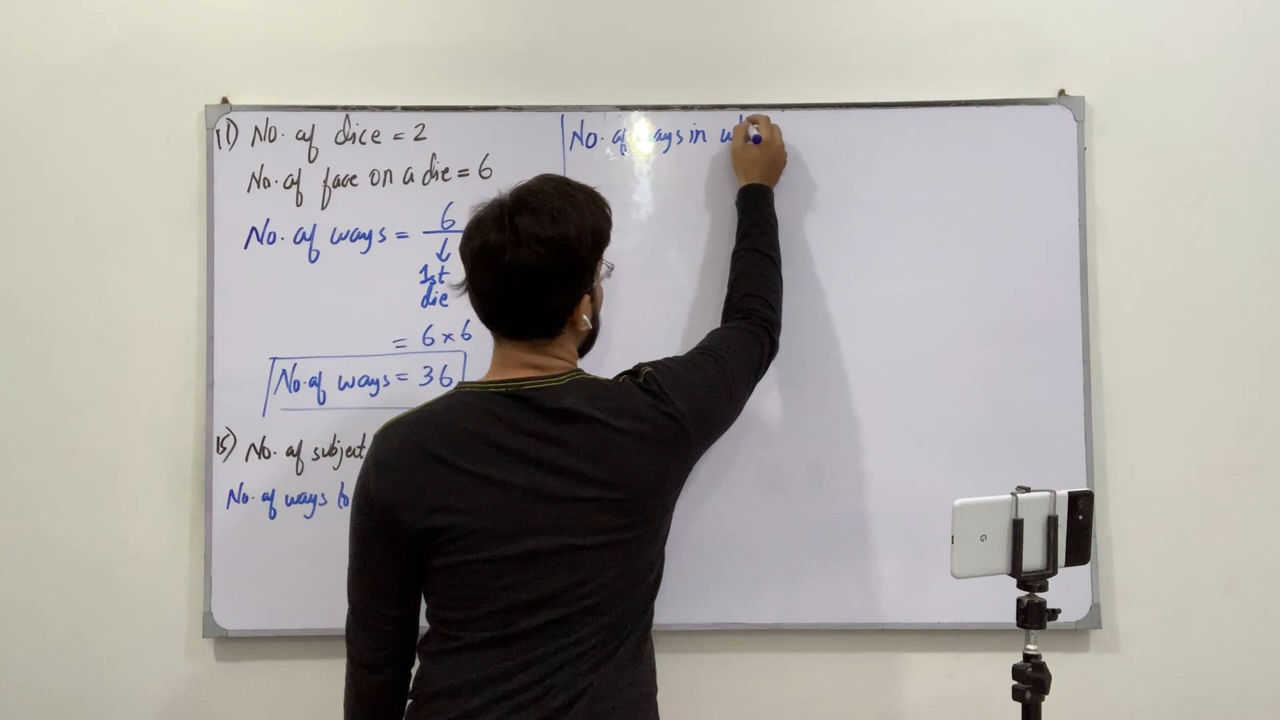 11) No. of dice = 2
No. of face on a die = 6
No. of ways = 6
↓
1st
die
= 6 × 6
No. of ways = 36
15) No. of subject
No. of ways to
No. of ways in
G